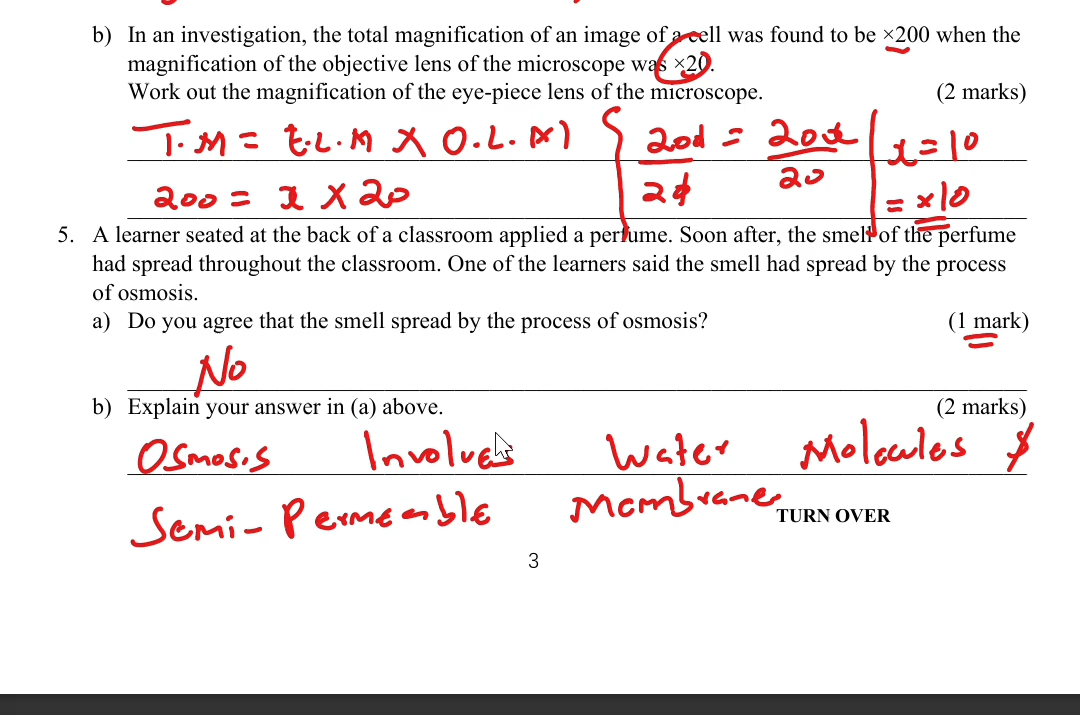 b) In an investigation, the total magnification of an image of a cell was found to be ×200 when the
magnification of the objective lens of the microscope was ×20.
Work out the magnification of the eye-piece lens of the microscope. (2 marks)
T.M = E.L.M X O.L.M
200 = x X 20
200 = 20x
20 20
x = 10
= ×10
5. A learner seated at the back of a classroom applied a perfume. Soon after, the smell of the perfume
had spread throughout the classroom. One of the learners said the smell had spread by the process
of osmosis.
a) Do you agree that the smell spread by the process of osmosis? (1 mark)
No
b) Explain your answer in (a) above. (2 marks)
Osmosis Involves Water Molecules &
Semi-Permeable Membrane
TURN OVER
3